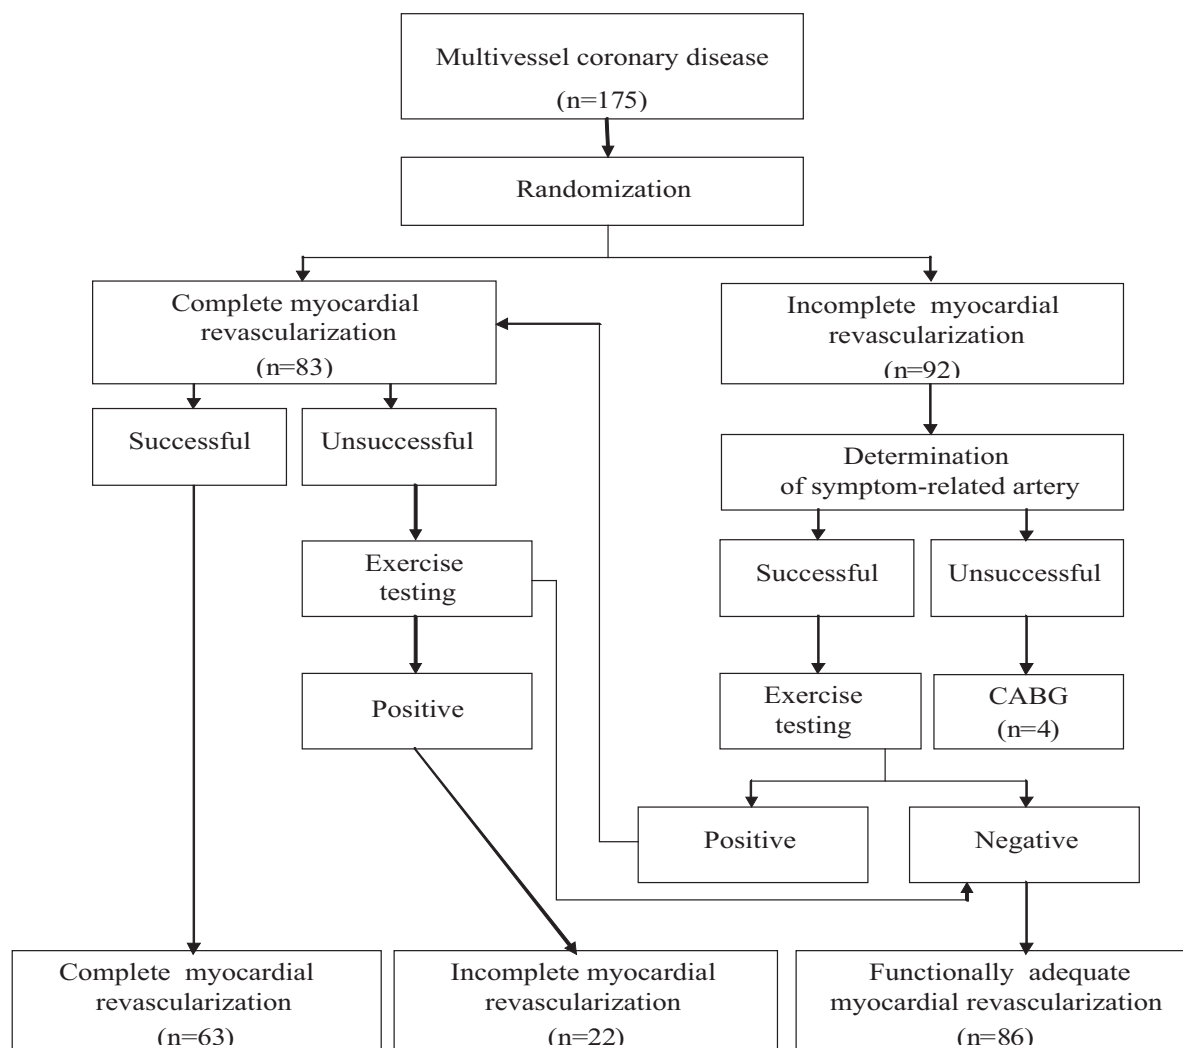 Multivessel coronary disease
(n=175)
Randomization
Complete myocardial
revascularization
(n=83)
Incomplete myocardial
revascularization
(n=92)
Successful
Unsuccessful
Determination
of symptom-related artery
Exercise
testing
Successful
Unsuccessful
Positive
Exercise
testing
CABG
(n=4)
Positive
Negative
Complete myocardial
revascularization
(n=63)
Incomplete myocardial
revascularization
(n=22)
Functionally adequate
myocardial revascularization
(n=86)